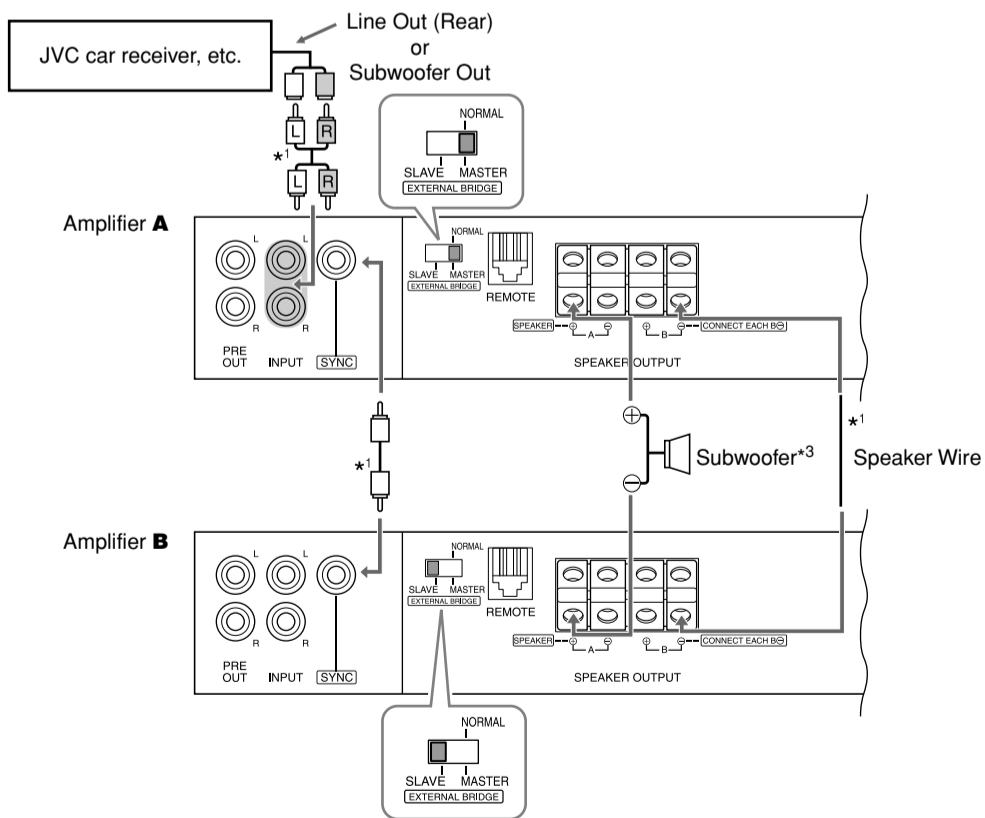 Line Out (Rear)
or
Subwoofer Out
JVC car receiver, etc.
L R
*1
L R
NORMAL
SLAVE MASTER
EXTERNAL BRIDGE
Amplifier A
L L
R R
PRE OUT INPUT SYNC
NORMAL
SLAVE MASTER
EXTERNAL BRIDGE
REMOTE
SPEAKER ⊕ A ⊖ ⊕ B ⊖ CONNECT EACH B⊖
SPEAKER OUTPUT
*1
⊕
Subwoofer*3
⊖
*1
Speaker Wire
Amplifier B
L L
R R
PRE OUT INPUT SYNC
NORMAL
SLAVE MASTER
EXTERNAL BRIDGE
REMOTE
SPEAKER ⊕ A ⊖ ⊕ B ⊖ CONNECT EACH B⊖
SPEAKER OUTPUT
NORMAL
SLAVE MASTER
EXTERNAL BRIDGE